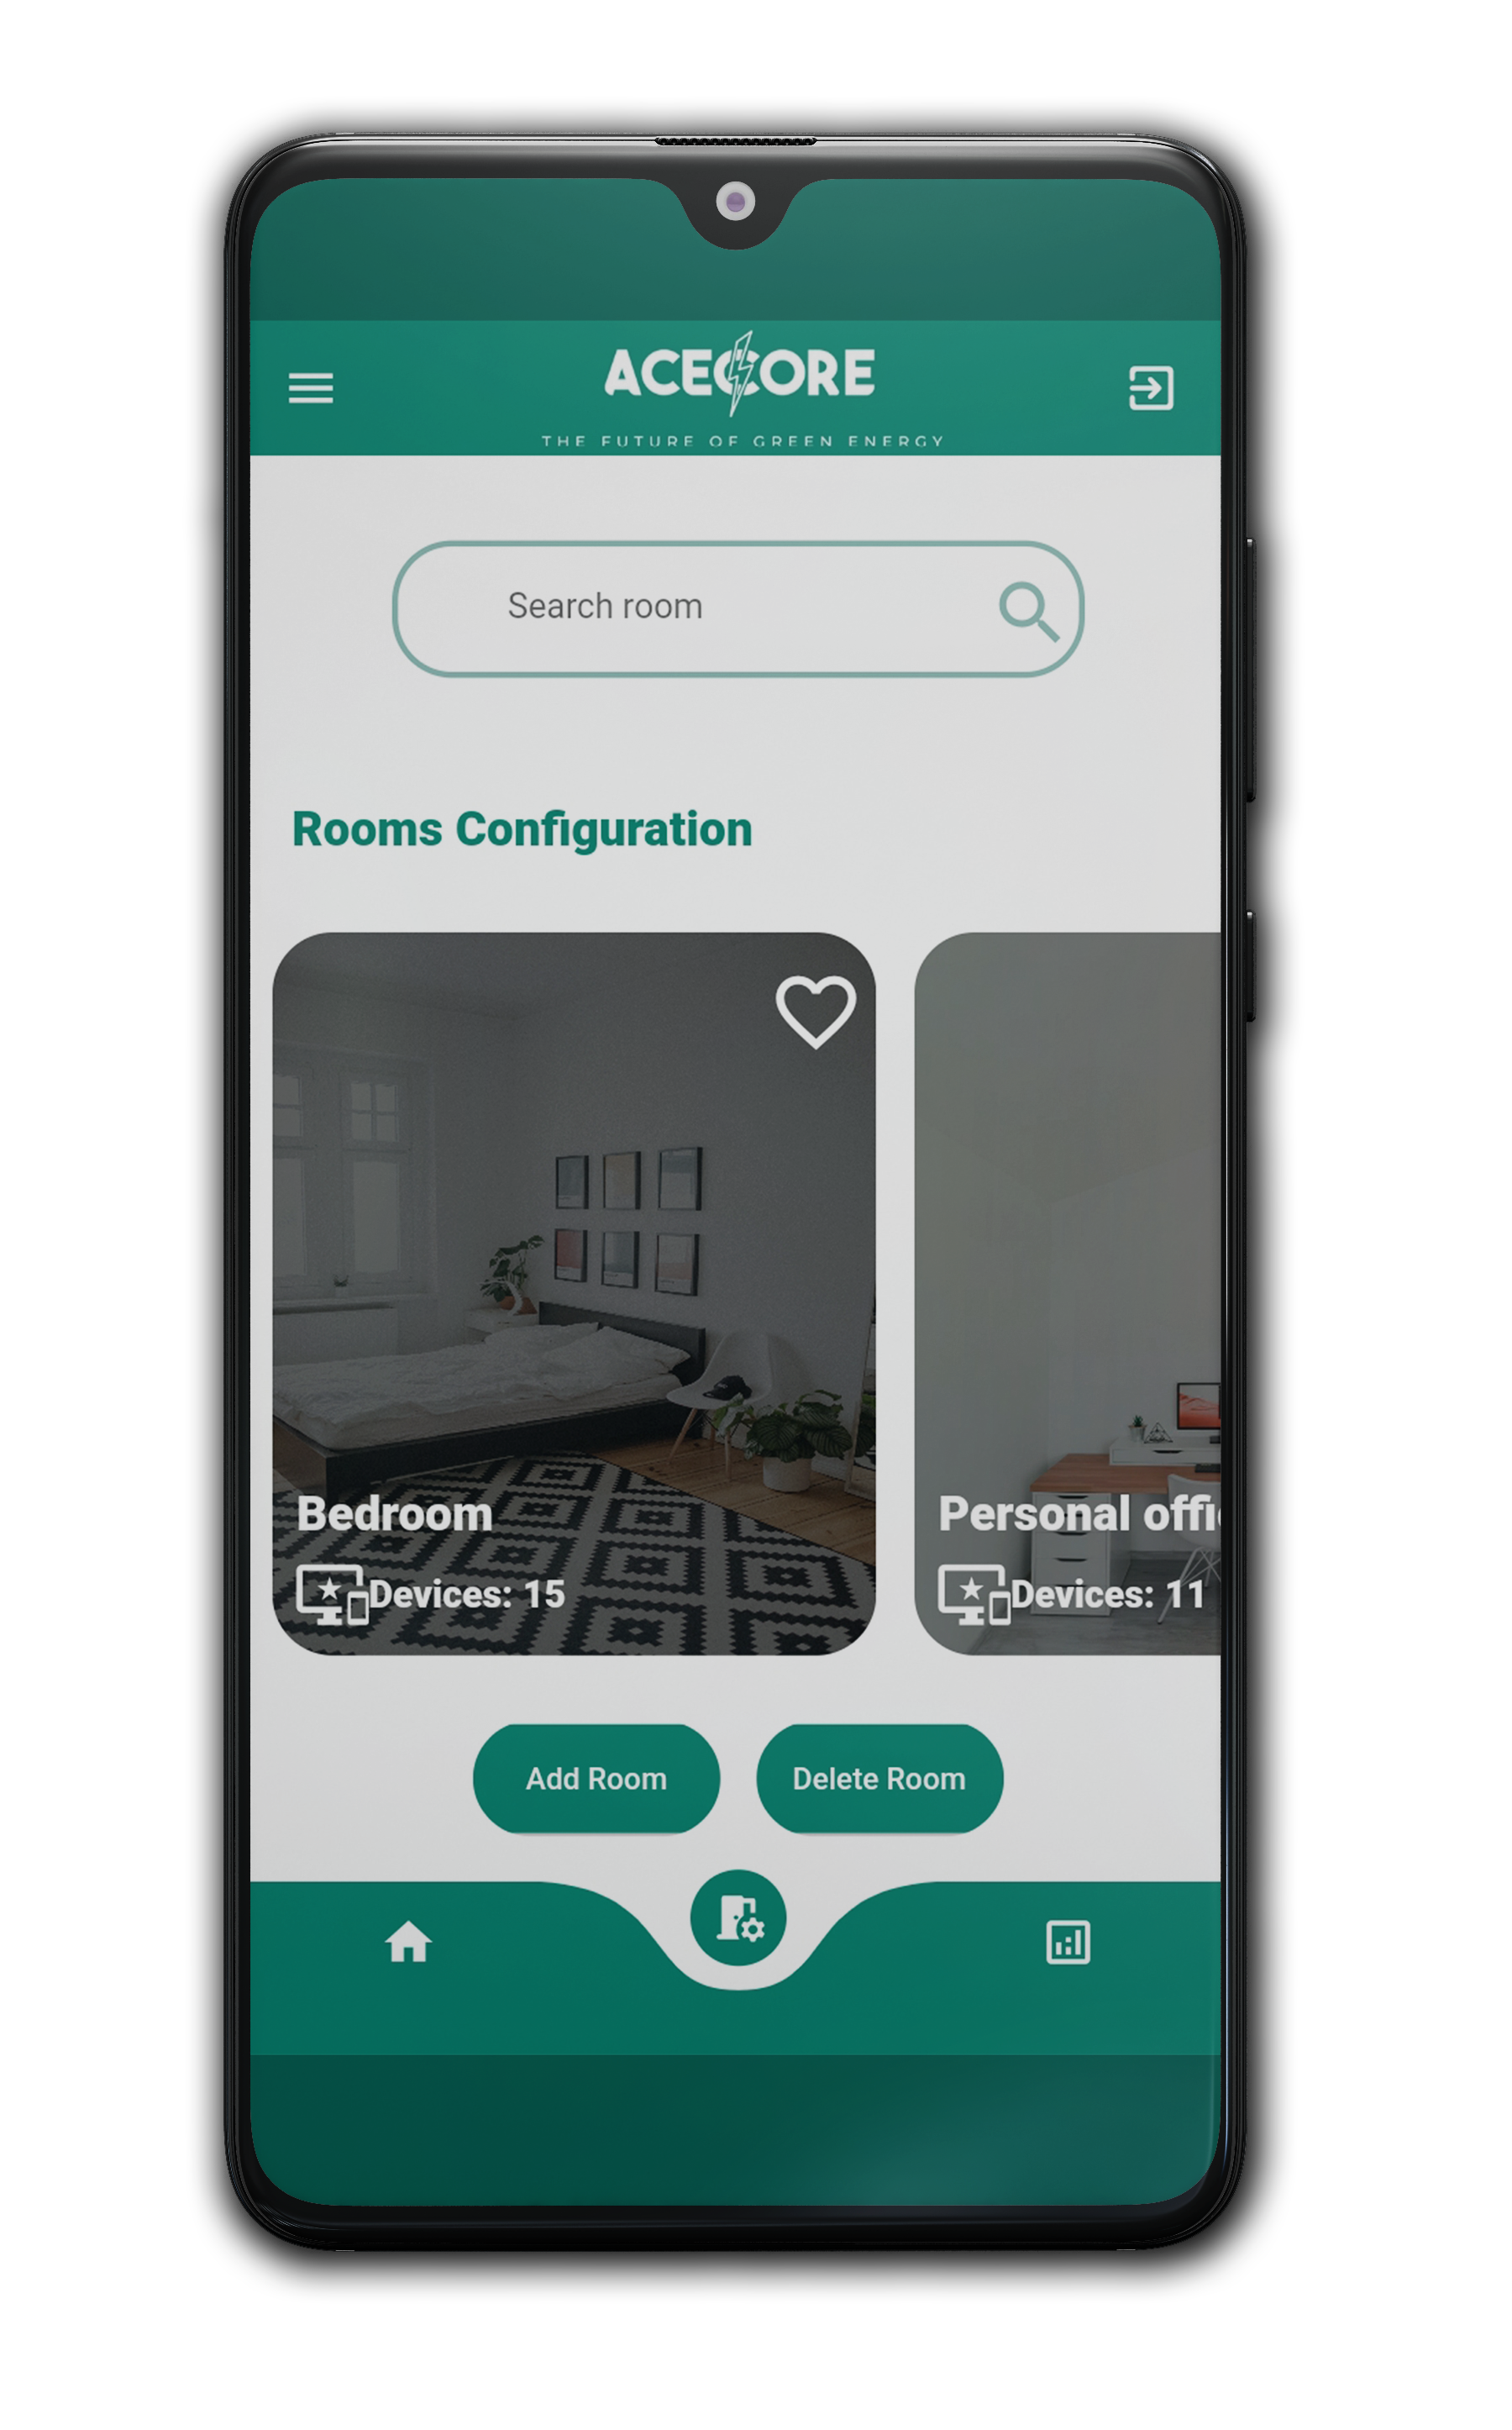 ACECORE
THE FUTURE OF GREEN ENERGY
Search room
Rooms Configuration
Bedroom
Devices: 15
Personal offi
Devices: 11
Add Room
Delete Room